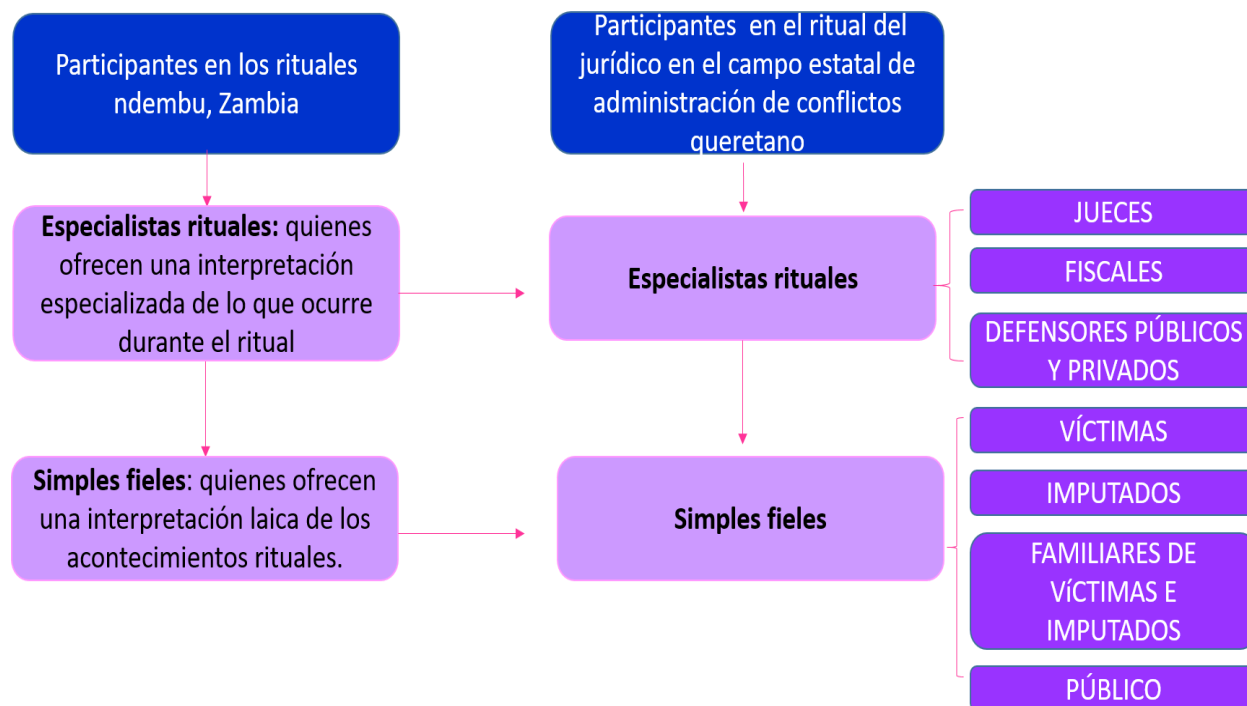 Participantes en los rituales
ndembu, Zambia
Participantes en el ritual del
jurídico en el campo estatal de
administración de conflictos
queretano
Especialistas rituales: quienes
ofrecen una interpretación
especializada de lo que ocurre
durante el ritual
Especialistas rituales
JUECES
FISCALES
DEFENSORES PÚBLICOS
Y PRIVADOS
Simples fieles: quienes ofrecen
una interpretación laica de los
acontecimientos rituales.
Simples fieles
VÍCTIMAS
IMPUTADOS
FAMILIARES DE
VíCTIMAS E
IMPUTADOS
PÚBLICO